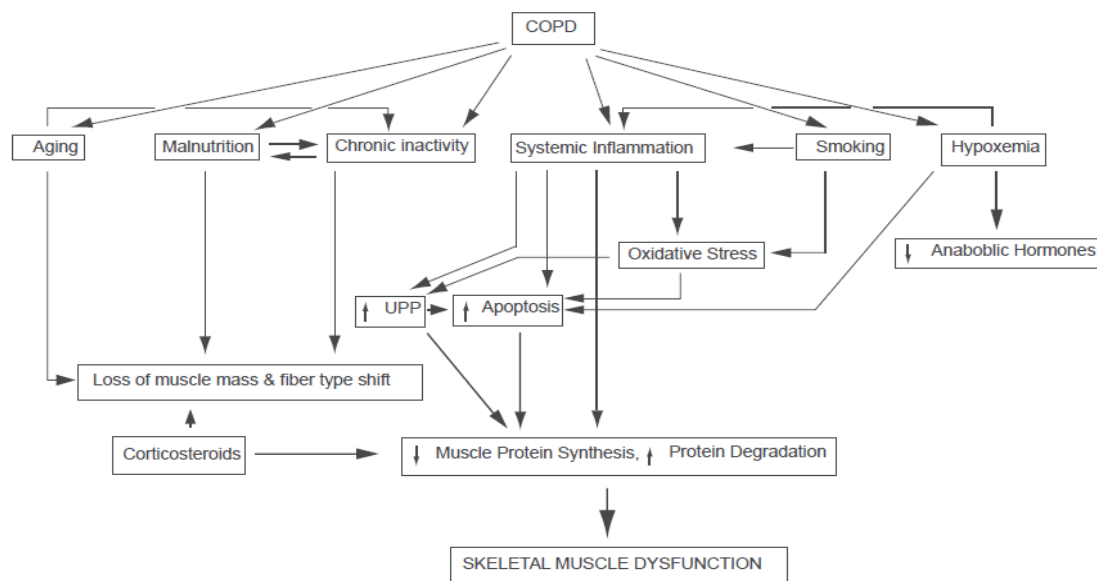 COPD
Aging
Malnutrition
Chronic inactivity
Systemic Inflammation
Smoking
Hypoxemia
Oxidative Stress
↓ Anaboblic Hormones
↑ UPP
↑ Apoptosis
Loss of muscle mass & fiber type shift
Corticosteroids
↓ Muscle Protein Synthesis, ↑ Protein Degradation
SKELETAL MUSCLE DYSFUNCTION